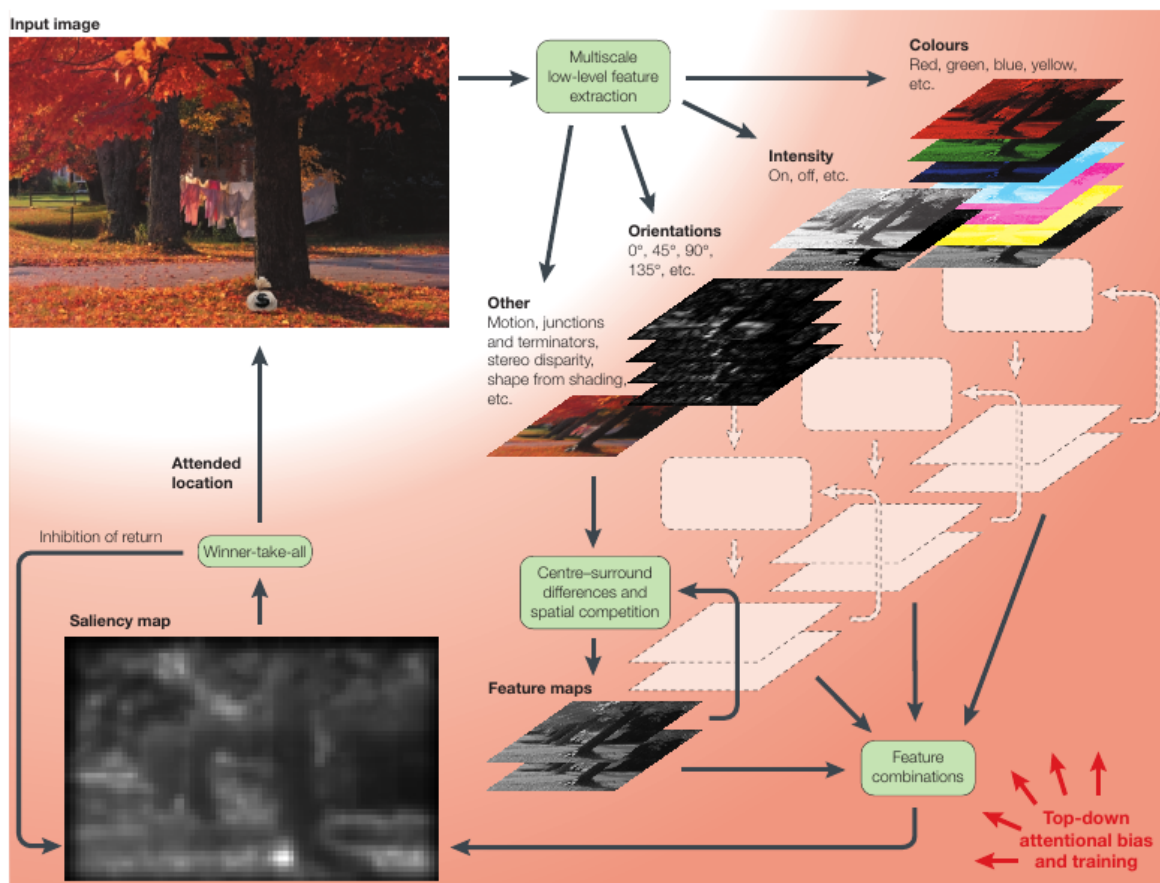 Input image
Multiscale
low-level feature
extraction
Colours
Red, green, blue, yellow,
etc.
Intensity
On, off, etc.
Orientations
0°, 45°, 90°,
135°, etc.
Other
Motion, junctions
and terminators,
stereo disparity,
shape from shading,
etc.
S
Attended
location
Inhibition of return
Winner-take-all
Centre–surround
differences and
spatial competition
Saliency map
Feature maps
Feature
combinations
Top-down
attentional bias
and training